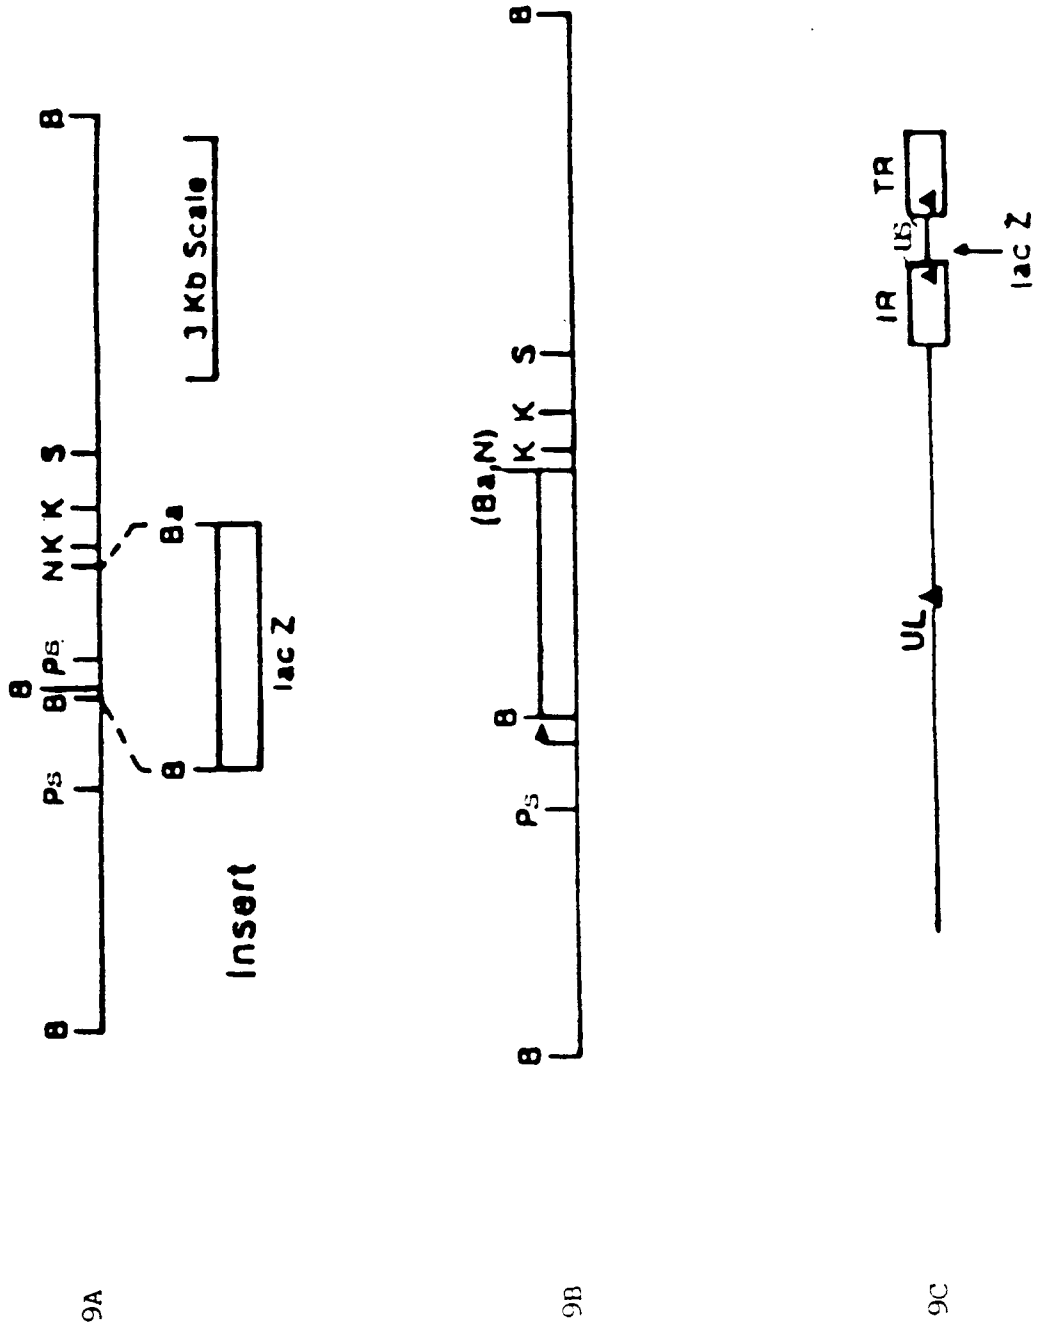 9A
B Ps B B Ps N K K S B
3 Kb Scale
Insert
B Ba
lac Z
9B
B Ps B (Ba,N) K K S B
9C
UL IR US TR
lac Z